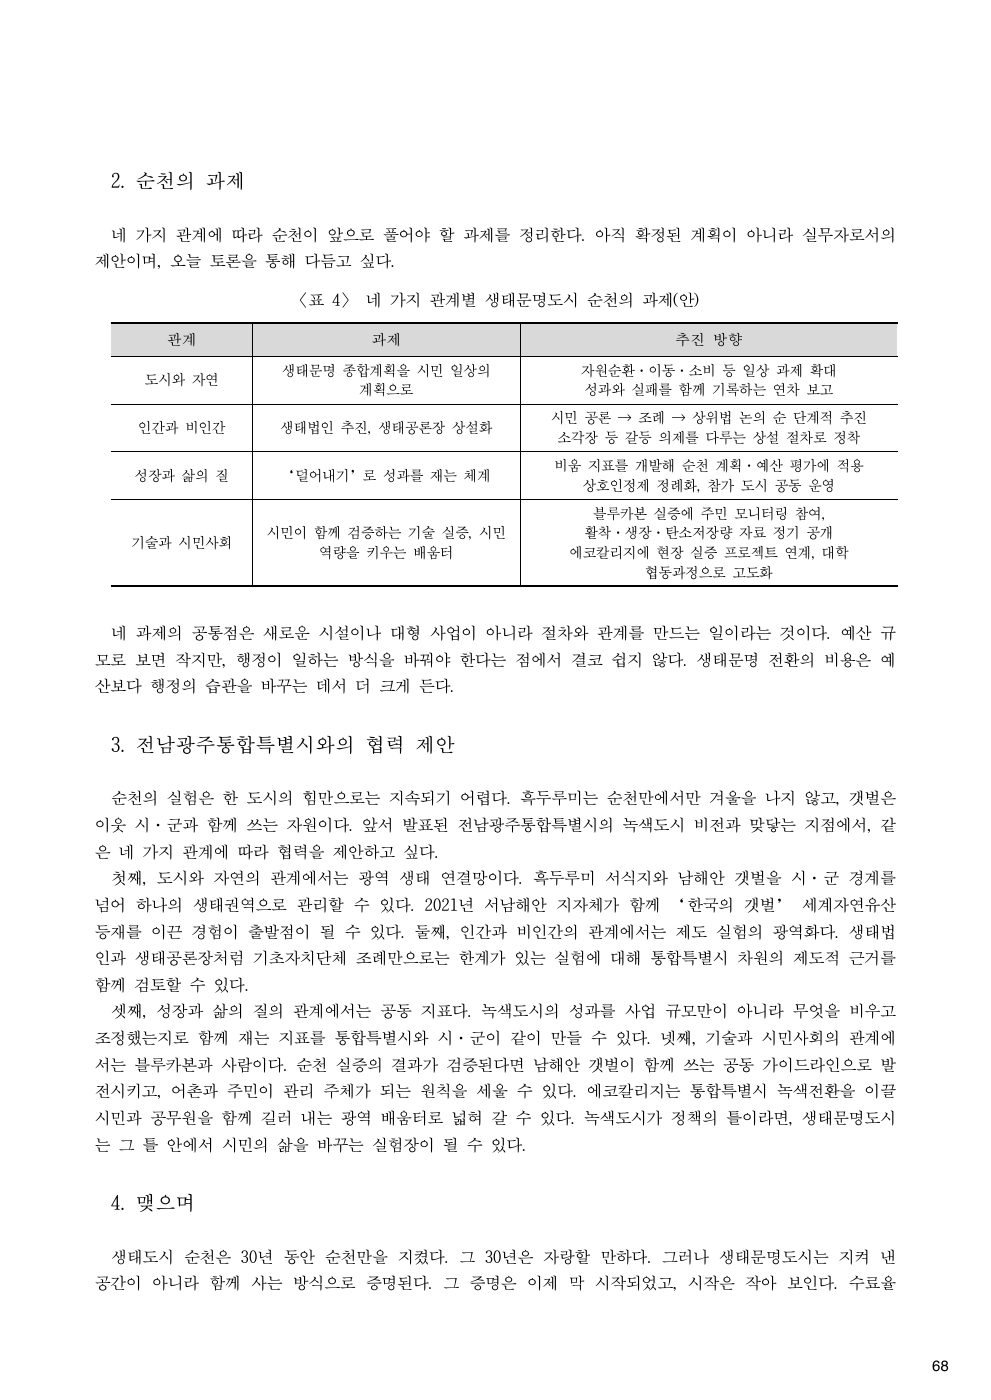 2. 순천의 과제
네 가지 관계에 따라 순천이 앞으로 풀어야 할 과제를 정리한다. 아직 확정된 계획이 아니라 실무자로서의
제안이며, 오늘 토론을 통해 다듬고 싶다.
〈표 4〉 네 가지 관계별 생태문명도시 순천의 과제(안)
관계 과제 추진 방향
도시와 자연
생태문명 종합계획을 시민 일상의
계획으로
자원순환·이동·소비 등 일상 과제 확대
성과와 실패를 함께 기록하는 연차 보고
인간과 비인간
생태법인 추진, 생태공론장 상설화
시민 공론 → 조례 → 상위법 논의 순 단계적 추진
소각장 등 갈등 의제를 다루는 상설 절차로 정착
성장과 삶의 질
‘덜어내기’로 성과를 재는 체계
비움 지표를 개발해 순천 계획·예산 평가에 적용
상호인정제 정례화, 참가 도시 공동 운영
기술과 시민사회
시민이 함께 검증하는 기술 실증, 시민
역량을 키우는 배움터
블루카본 실증에 주민 모니터링 참여,
활착·생장·탄소저장량 자료 정기 공개
에코칼리지에 현장 실증 프로젝트 연계, 대학
협동과정으로 고도화
네 과제의 공통점은 새로운 시설이나 대형 사업이 아니라 절차와 관계를 만드는 일이라는 것이다. 예산 규
모로 보면 작지만, 행정이 일하는 방식을 바꿔야 한다는 점에서 결코 쉽지 않다. 생태문명 전환의 비용은 예
산보다 행정의 습관을 바꾸는 데서 더 크게 든다.
3. 전남광주통합특별시와의 협력 제안
순천의 실험은 한 도시의 힘만으로는 지속되기 어렵다. 흑두루미는 순천만에서만 겨울을 나지 않고, 갯벌은
이웃 시·군과 함께 쓰는 자원이다. 앞서 발표된 전남광주통합특별시의 녹색도시 비전과 맞닿는 지점에서, 같
은 네 가지 관계에 따라 협력을 제안하고 싶다.
첫째, 도시와 자연의 관계에서는 광역 생태 연결망이다. 흑두루미 서식지와 남해안 갯벌을 시·군 경계를
넘어 하나의 생태권역으로 관리할 수 있다. 2021년 서남해안 지자체가 함께 ‘한국의 갯벌’ 세계자연유산
등재를 이끈 경험이 출발점이 될 수 있다. 둘째, 인간과 비인간의 관계에서는 제도 실험의 광역화다. 생태법
인과 생태공론장처럼 기초자치단체 조례만으로는 한계가 있는 실험에 대해 통합특별시 차원의 제도적 근거를
함께 검토할 수 있다.
셋째, 성장과 삶의 질의 관계에서는 공동 지표다. 녹색도시의 성과를 사업 규모만이 아니라 무엇을 비우고
조정했는지로 함께 재는 지표를 통합특별시와 시·군이 같이 만들 수 있다. 넷째, 기술과 시민사회의 관계에
서는 블루카본과 사람이다. 순천 실증의 결과가 검증된다면 남해안 갯벌이 함께 쓰는 공동 가이드라인으로 발
전시키고, 어촌과 주민이 관리 주체가 되는 원칙을 세울 수 있다. 에코칼리지는 통합특별시 녹색전환을 이끌
시민과 공무원을 함께 길러 내는 광역 배움터로 넓혀 갈 수 있다. 녹색도시가 정책의 틀이라면, 생태문명도시
는 그 틀 안에서 시민의 삶을 바꾸는 실험장이 될 수 있다.
4. 맺으며
생태도시 순천은 30년 동안 순천만을 지켰다. 그 30년은 자랑할 만하다. 그러나 생태문명도시는 지켜 낸
공간이 아니라 함께 사는 방식으로 증명된다. 그 증명은 이제 막 시작되었고, 시작은 작아 보인다. 수료율
68